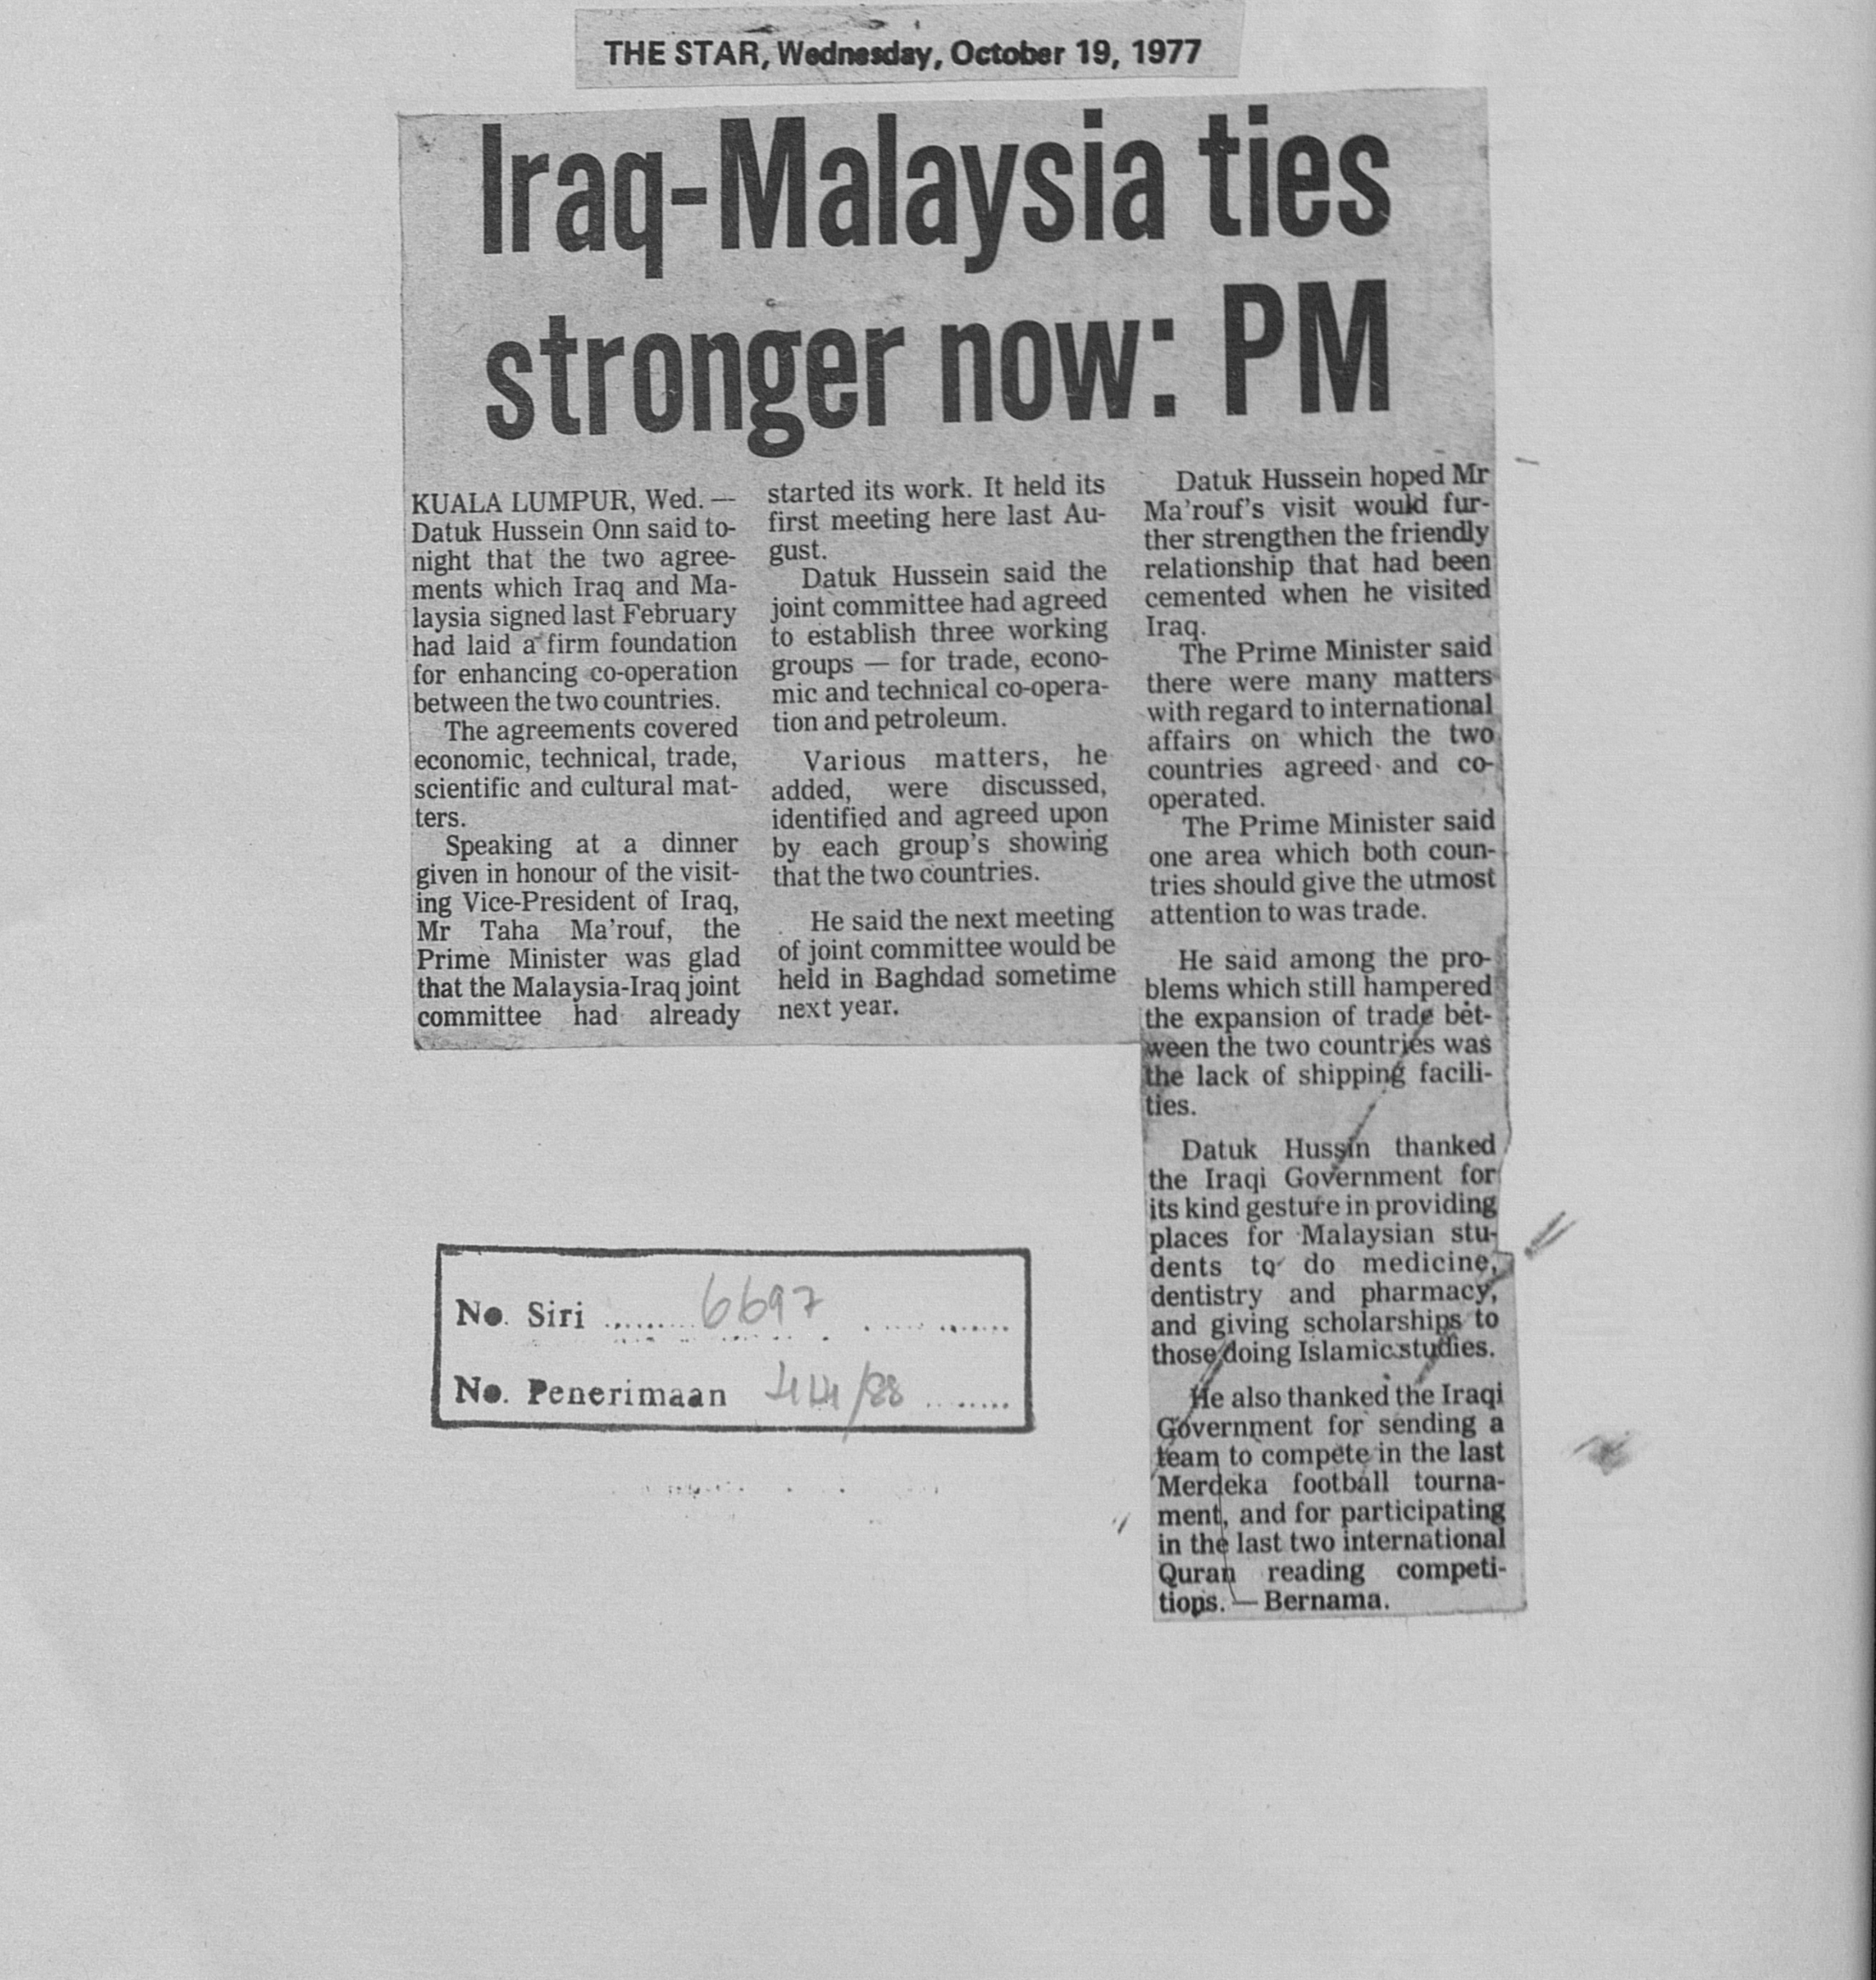 THE STAR, Wednesday, October 19, 1977
Iraq-Malaysia ties
stronger now: PM
KUALA LUMPUR, Wed. —
Datuk Hussein Onn said to-
night that the two agree-
ments which Iraq and Ma-
laysia signed last February
had laid a firm foundation
for enhancing co-operation
between the two countries.
The agreements covered
economic, technical, trade,
scientific and cultural mat-
ters.
Speaking at a dinner
given in honour of the visit-
ing Vice-President of Iraq,
Mr Taha Ma'rouf, the
Prime Minister was glad
that the Malaysia-Iraq joint
committee had already
started its work. It held its
first meeting here last Au-
gust.
Datuk Hussein said the
joint committee had agreed
to establish three working
groups — for trade, econo-
mic and technical co-opera-
tion and petroleum.
Various matters, he
added, were discussed,
identified and agreed upon
by each group's showing
that the two countries.
He said the next meeting
of joint committee would be
held in Baghdad sometime
next year.
Datuk Hussein hoped Mr
Ma'rouf's visit would fur-
ther strengthen the friendly
relationship that had been
cemented when he visited
Iraq.
The Prime Minister said
there were many matters
with regard to international
affairs on which the two
countries agreed and co-
operated.
The Prime Minister said
one area which both coun-
tries should give the utmost
attention to was trade.
He said among the pro-
blems which still hampered
the expansion of trade bet-
ween the two countries was
the lack of shipping facili-
ties.
Datuk Hussin thanked
the Iraqi Government for
its kind gesture in providing
places for Malaysian stu-
dents to do medicine,
dentistry and pharmacy,
and giving scholarships to
those doing Islamic studies.
He also thanked the Iraqi
Government for sending a
team to compete in the last
Merdeka football tourna-
ment, and for participating
in the last two international
Quran reading competi-
tions. — Bernama.
No. Siri 6697
No. Penerimaan